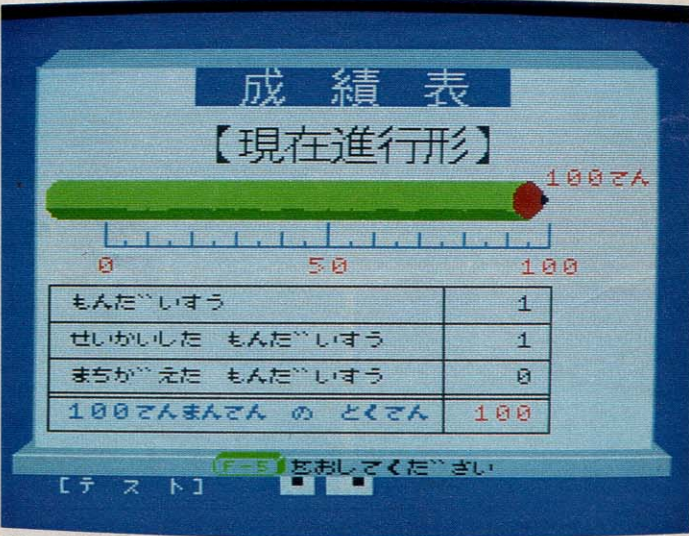 成績表
【現在進行形】
100てん
0 50 100
もんだいすう 1
せいかいした もんだいすう 1
まちがえた もんだいすう 0
100てんまんてん の とくてん 100
F-5 をおしてください
[テスト]